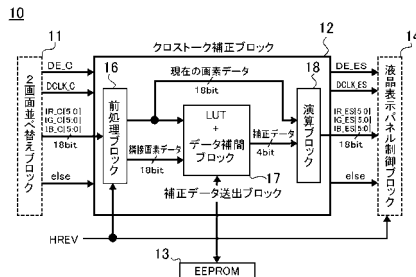 10
11
12
14
クロストーク補正ブロック
DE_C
DCLK_C
IR_C[5:0]
IG_C[5:0]
IB_C[5:0]
18bit
else
2画面並べ替えブロック
16
前処理ブロック
現在の画素データ
18bit
隣接画素データ
18bit
LUT
+
データ補間
ブロック
17
補正データ
4bit
18
演算ブロック
補正データ送出ブロック
DE_ES
DCLK_ES
IR_ES[5:0]
IG_ES[5:0]
IB_ES[5:0]
18bit
else
液晶表示パネル制御ブロック
HREV
13
EEPROM